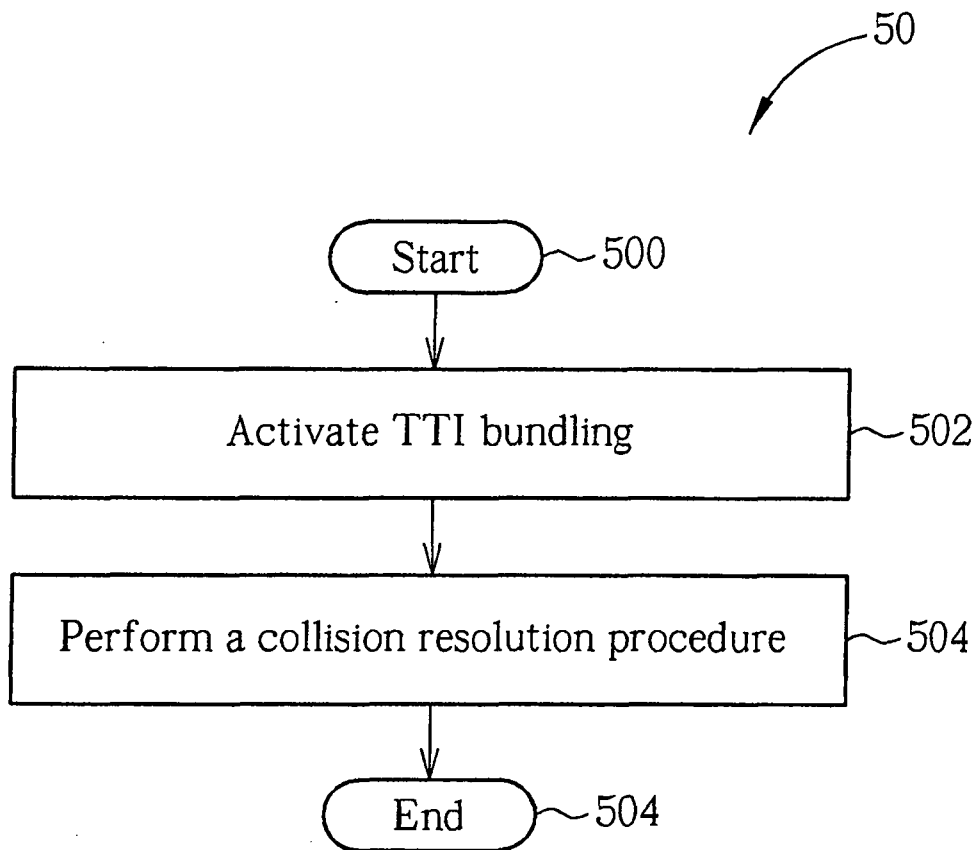 50
Start 500
Activate TTI bundling 502
Perform a collision resolution procedure 504
End 504